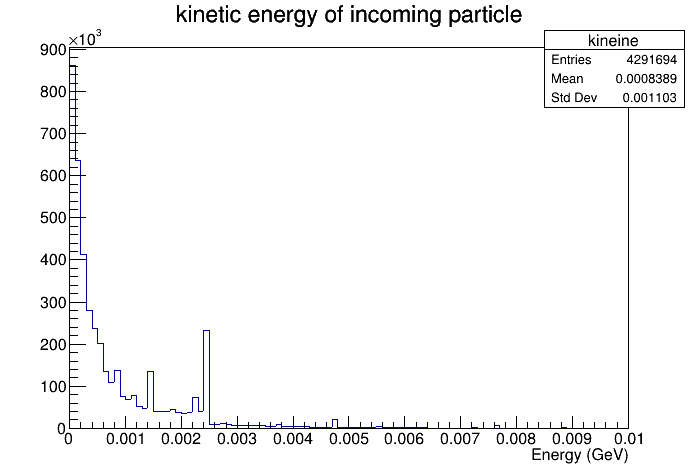 kinetic energy of incoming particle
×10³
kineine
Entries 4291694
Mean 0.0008389
Std Dev 0.001103
900
800
700
600
500
400
300
200
100
0
0 0.001 0.002 0.003 0.004 0.005 0.006 0.007 0.008 0.009 0.01
Energy (GeV)